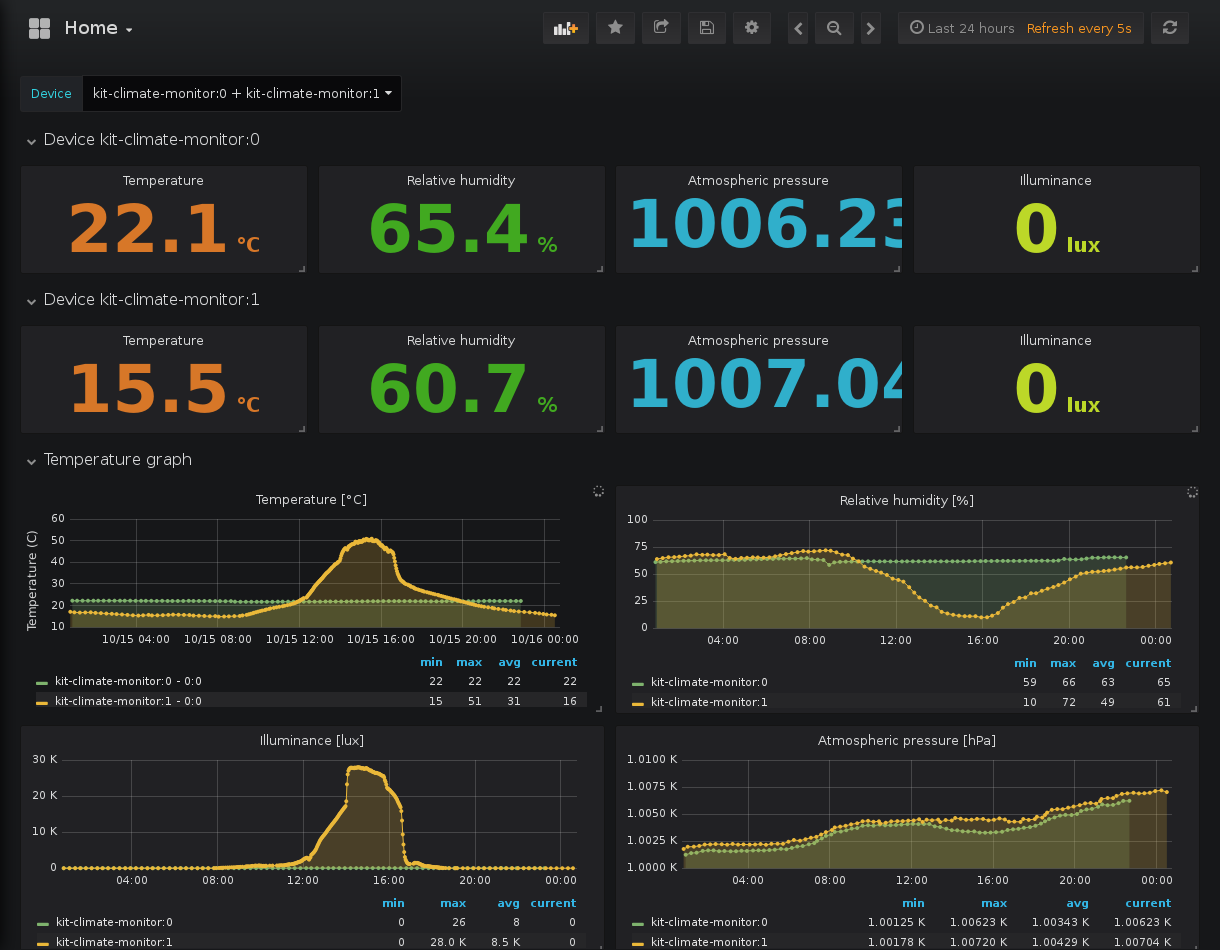 Home
Last 24 hours Refresh every 5s
Device kit-climate-monitor:0 + kit-climate-monitor:1
Device kit-climate-monitor:0
Temperature Relative humidity Atmospheric pressure Illuminance
22.1 °C 65.4 % 1006.23 0 lux
Device kit-climate-monitor:1
Temperature Relative humidity Atmospheric pressure Illuminance
15.5 °C 60.7 % 1007.04 0 lux
Temperature graph
Temperature [°C]
Temperature (C)
60
50
40
30
20
10
10/15 04:00 10/15 08:00 10/15 12:00 10/15 16:00 10/15 20:00 10/16 00:00
min max avg current
kit-climate-monitor:0 - 0:0 22 22 22 22
kit-climate-monitor:1 - 0:0 15 51 31 16
Relative humidity [%]
100
75
50
25
0
04:00 08:00 12:00 16:00 20:00 00:00
min max avg current
kit-climate-monitor:0 59 66 63 65
kit-climate-monitor:1 10 72 49 61
Illuminance [lux]
30 K
20 K
10 K
0
04:00 08:00 12:00 16:00 20:00 00:00
min max avg current
kit-climate-monitor:0 0 26 8 0
kit-climate-monitor:1 0 28.0 K 8.5 K 0
Atmospheric pressure [hPa]
1.0100 K
1.0075 K
1.0050 K
1.0025 K
1.0000 K
04:00 08:00 12:00 16:00 20:00 00:00
min max avg current
kit-climate-monitor:0 1.00125 K 1.00623 K 1.00343 K 1.00623 K
kit-climate-monitor:1 1.00178 K 1.00720 K 1.00429 K 1.00704 K